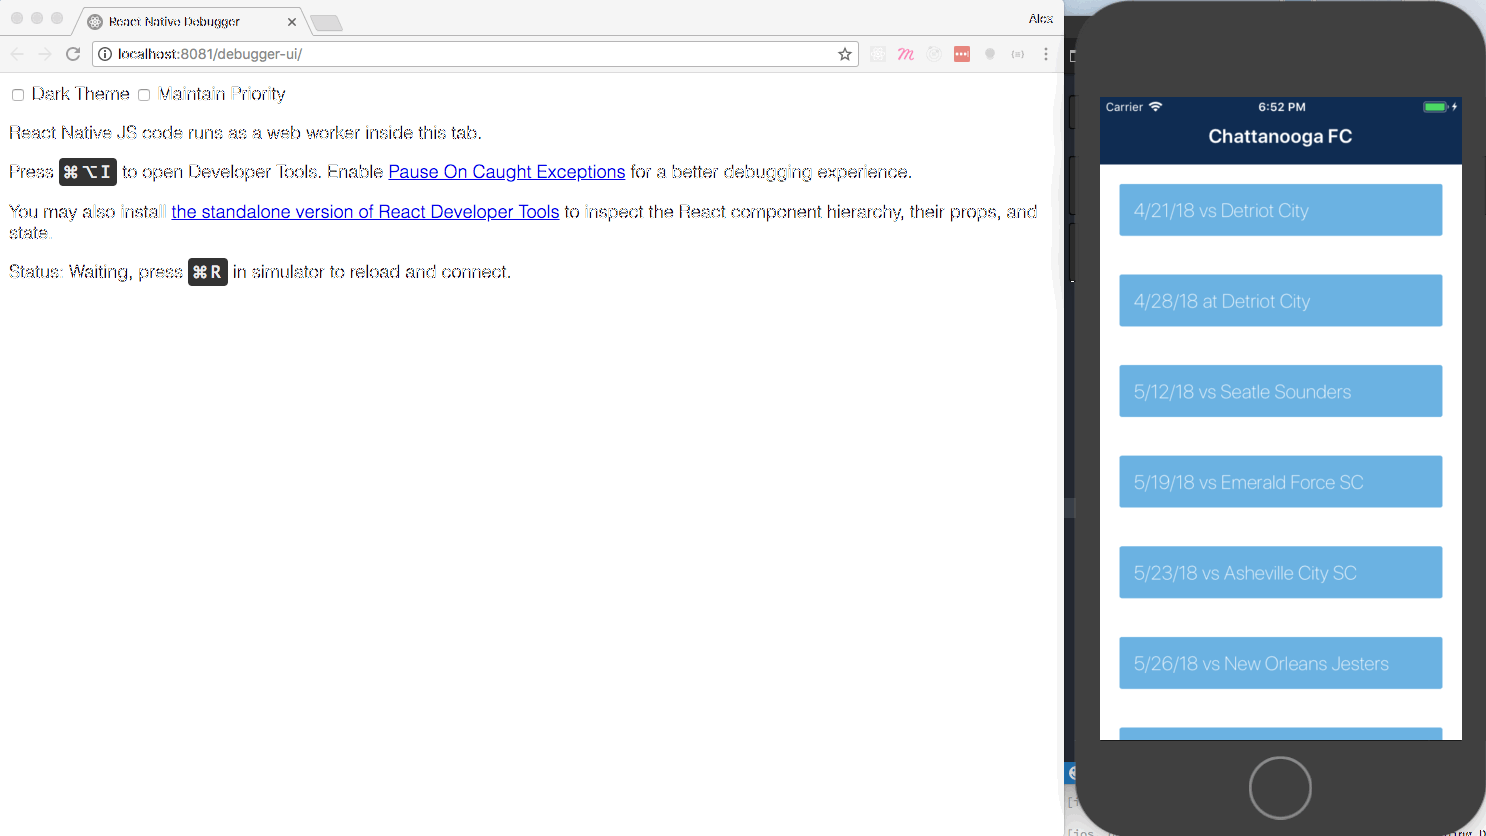 React Native Debugger
Alex
localhost:8081/debugger-ui/
Dark Theme Maintain Priority
React Native JS code runs as a web worker inside this tab.
Press ⌘⌥I to open Developer Tools. Enable Pause On Caught Exceptions for a better debugging experience.
You may also install the standalone version of React Developer Tools to inspect the React component hierarchy, their props, and
state.
Status: Waiting, press ⌘R in simulator to reload and connect.
Carrier 6:52 PM
Chattanooga FC
4/21/18 vs Detriot City
4/28/18 at Detriot City
5/12/18 vs Seatle Sounders
5/19/18 vs Emerald Force SC
5/23/18 vs Asheville City SC
5/26/18 vs New Orleans Jesters